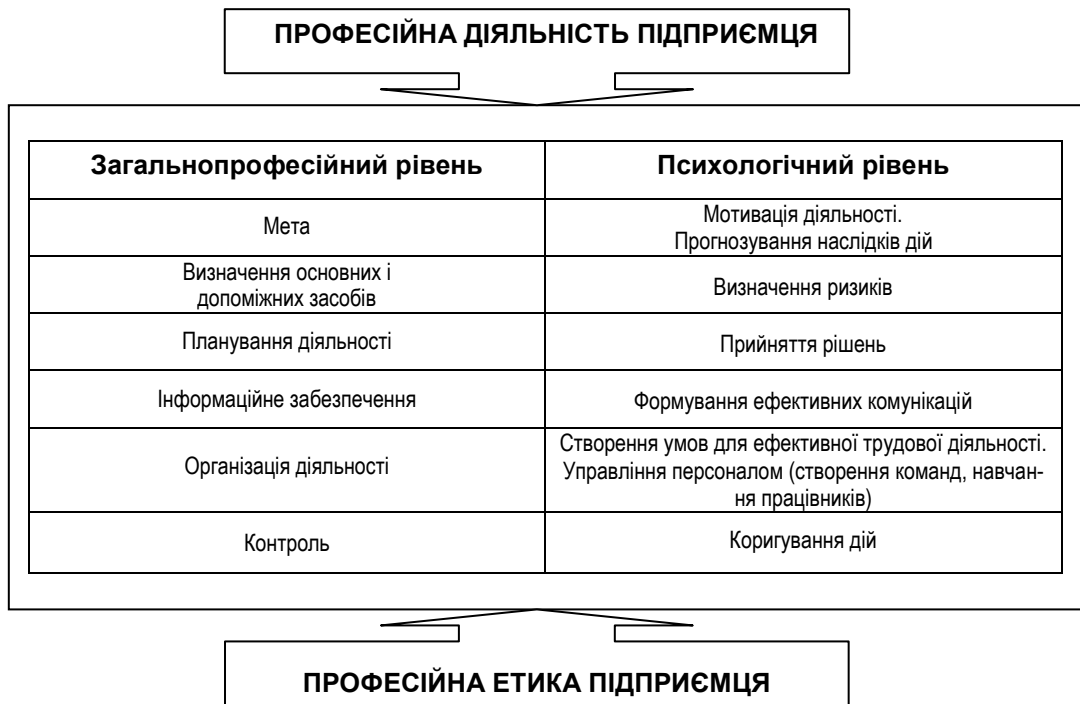 ПРОФЕСІЙНА ДІЯЛЬНІСТЬ ПІДПРИЄМЦЯ
Загальнопрофесійний рівень
Психологічний рівень
Мета
Мотивація діяльності.
Прогнозування наслідків дій
Визначення основних і
допоміжних засобів
Визначення ризиків
Планування діяльності
Прийняття рішень
Інформаційне забезпечення
Формування ефективних комунікацій
Організація діяльності
Створення умов для ефективної трудової діяльності.
Управління персоналом (створення команд, навчан-
ня працівників)
Контроль
Коригування дій
ПРОФЕСІЙНА ЕТИКА ПІДПРИЄМЦЯ